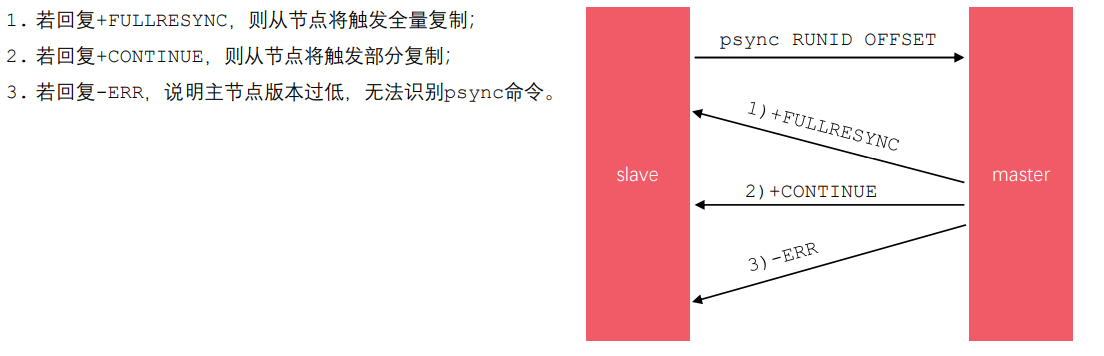 1.若回复+FULLRESYNC，则从节点将触发全量复制；
2.若回复+CONTINUE，则从节点将触发部分复制；
3.若回复-ERR，说明主节点版本过低，无法识别psync命令。
psync RUNID OFFSET
1)+FULLRESYNC
slave
master
2)+CONTINUE
3)-ERR